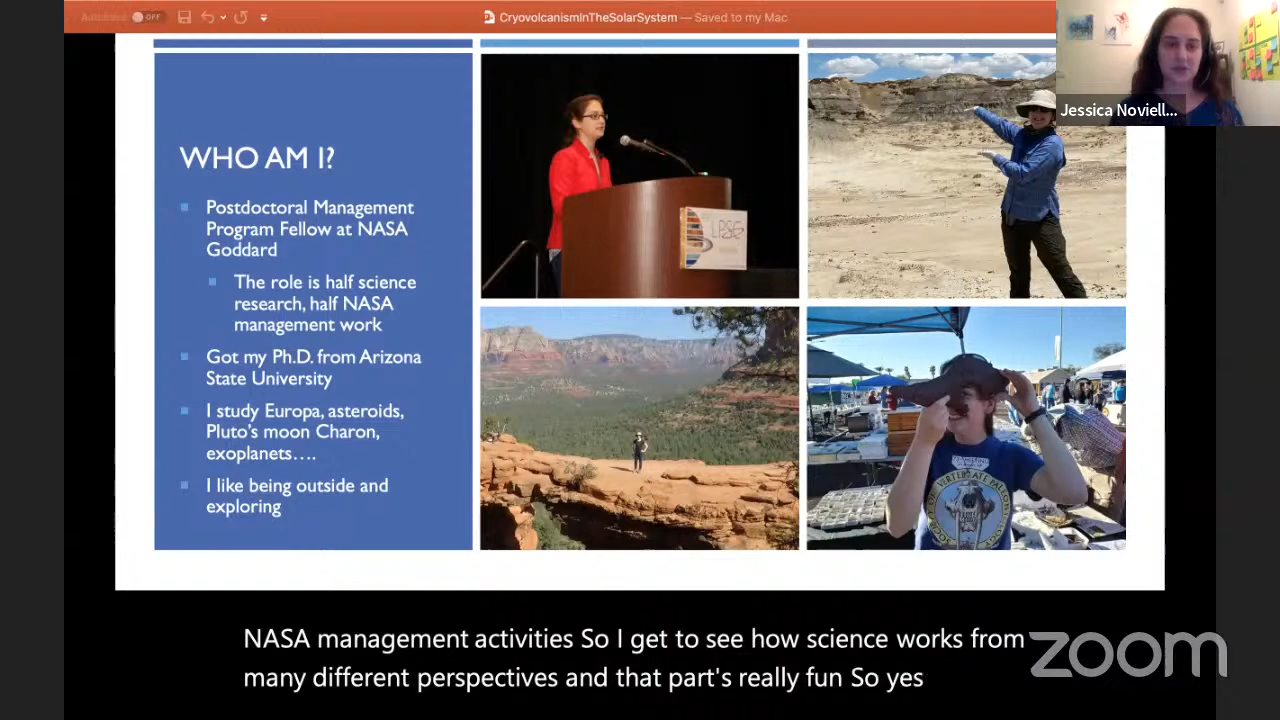 AutoSave OFF
CryovolcanismInTheSolarSystem — Saved to my Mac
Jessica Noviell...
WHO AM I?
Postdoctoral Management
Program Fellow at NASA
Goddard
The role is half science
research, half NASA
management work
Got my Ph.D. from Arizona
State University
I study Europa, asteroids,
Pluto's moon Charon,
exoplanets....
I like being outside and
exploring
NASA management activities So I get to see how science works from
many different perspectives and that part's really fun So yes
zoom